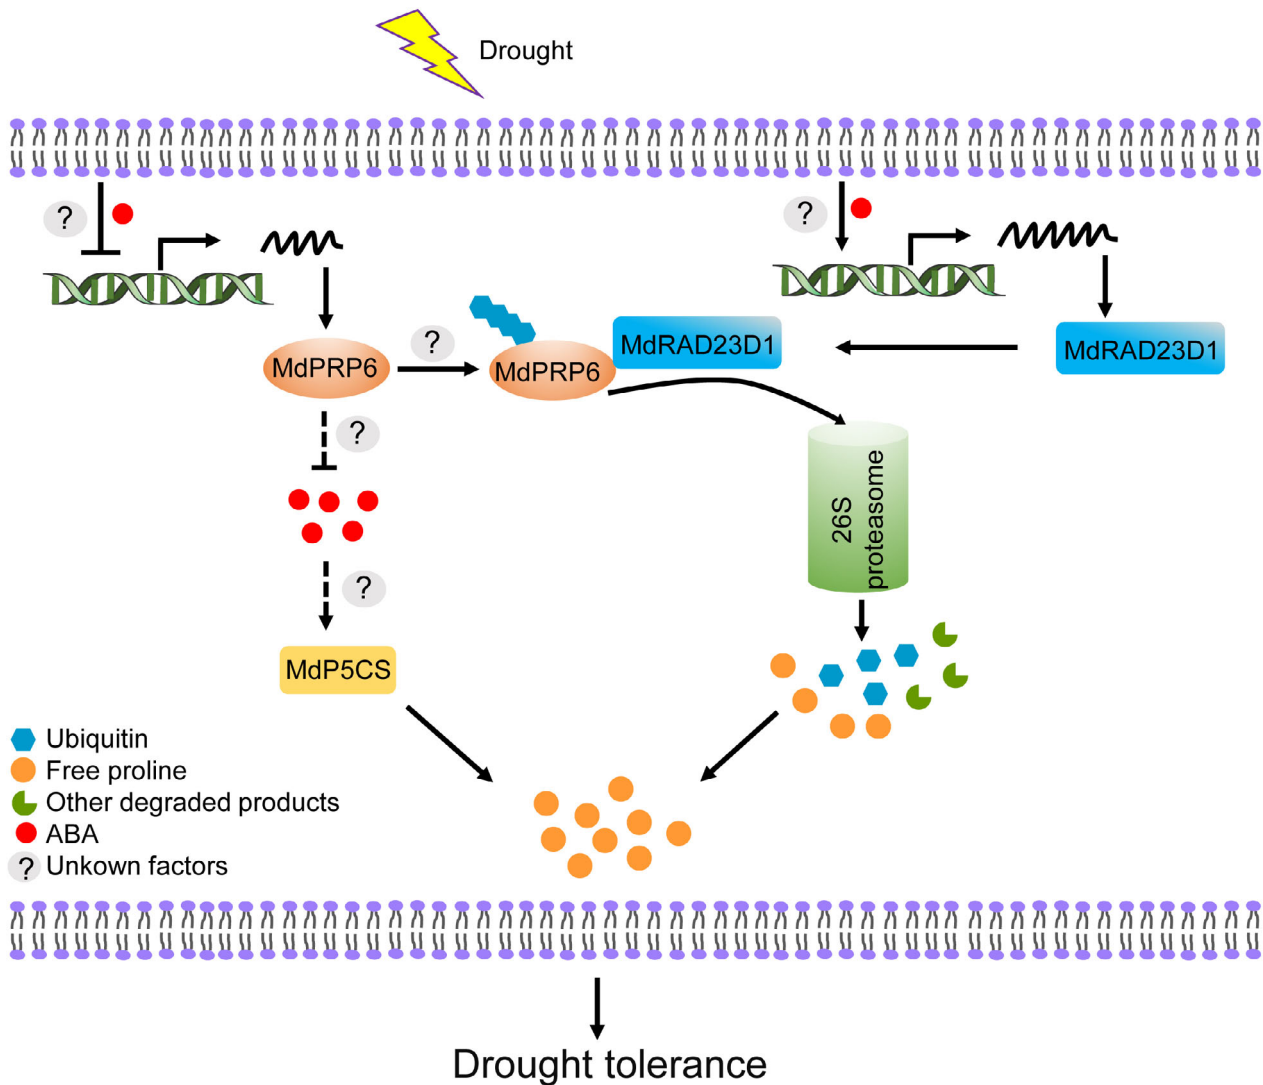 Drought
?
?
MdPRP6
?
MdPRP6
MdRAD23D1
MdRAD23D1
?
26S
proteasome
?
MdP5CS
Ubiquitin
Free proline
Other degraded products
ABA
? Unkown factors
Drought tolerance